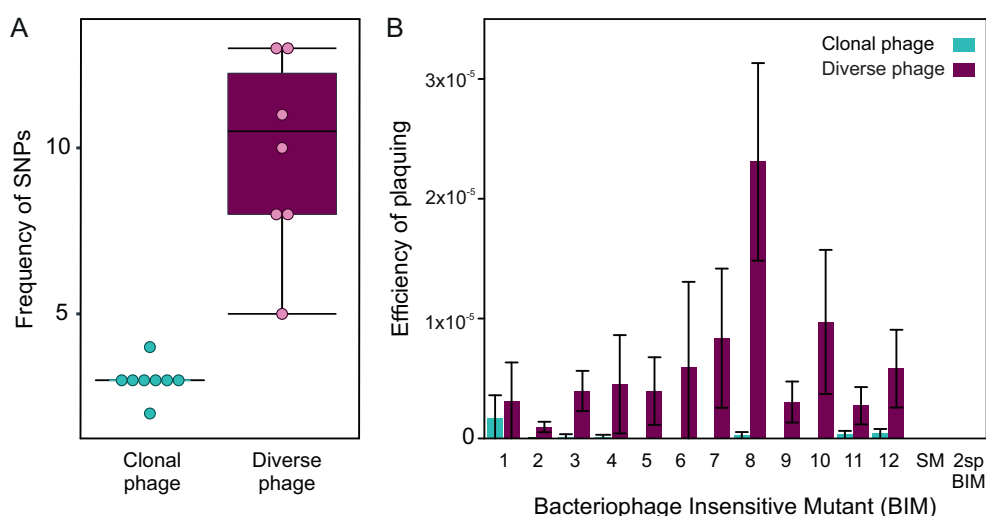 A
Frequency of SNPs
10
5
Clonal phage
Diverse phage
B
Efficiency of plaquing
3x10⁻⁵
2x10⁻⁵
1x10⁻⁵
0
Clonal phage
Diverse phage
1 2 3 4 5 6 7 8 9 10 11 12 SM 2sp BIM
Bacteriophage Insensitive Mutant (BIM)